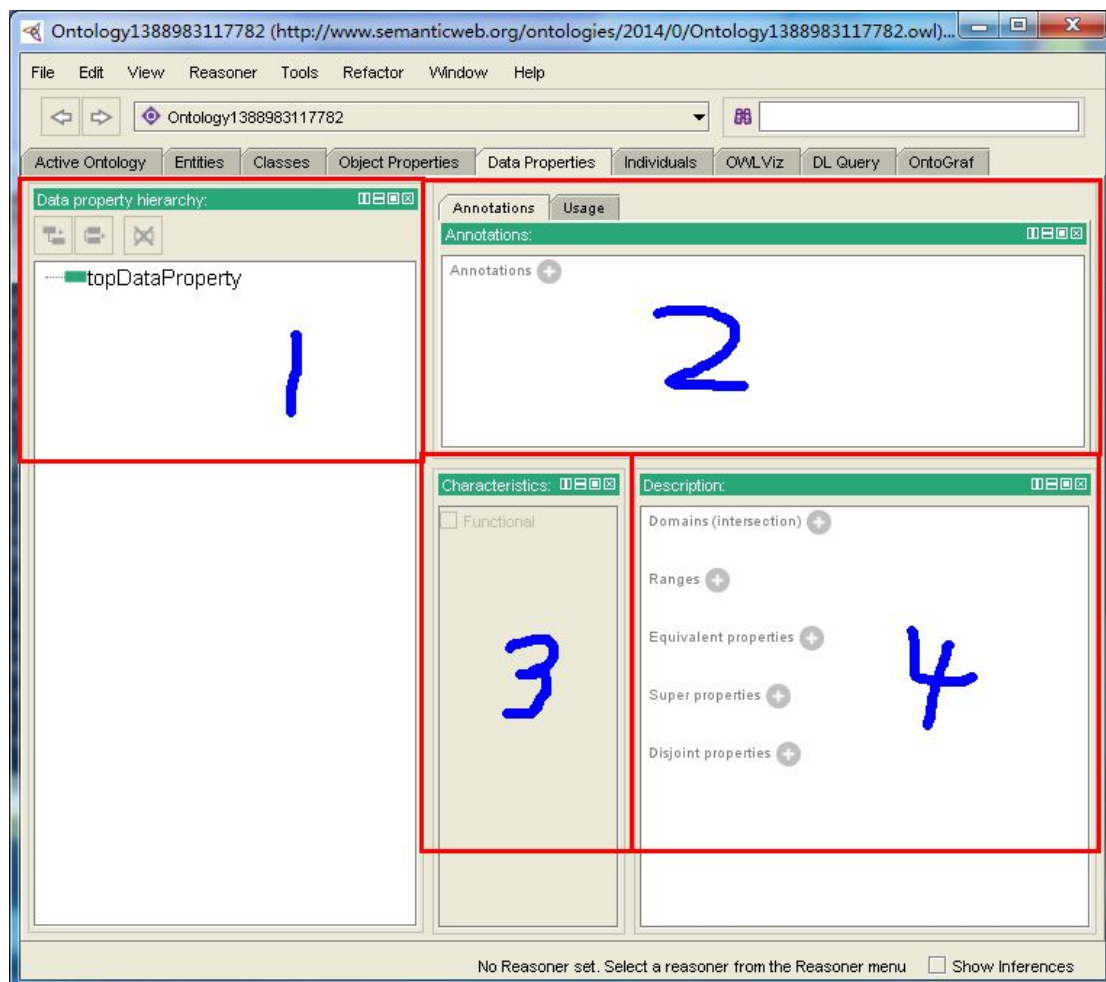 Ontology1388983117782 (http://www.semanticweb.org/ontologies/2014/0/Ontology1388983117782.owl)...
File Edit View Reasoner Tools Refactor Window Help
Ontology1388983117782
Active Ontology Entities Classes Object Properties Data Properties Individuals OWLViz DL Query OntoGraf
Data property hierarchy:
topDataProperty
1
Annotations Usage
Annotations:
Annotations
2
Characteristics:
Functional
3
Description:
Domains (intersection)
Ranges
Equivalent properties
Super properties
Disjoint properties
4
No Reasoner set. Select a reasoner from the Reasoner menu Show Inferences